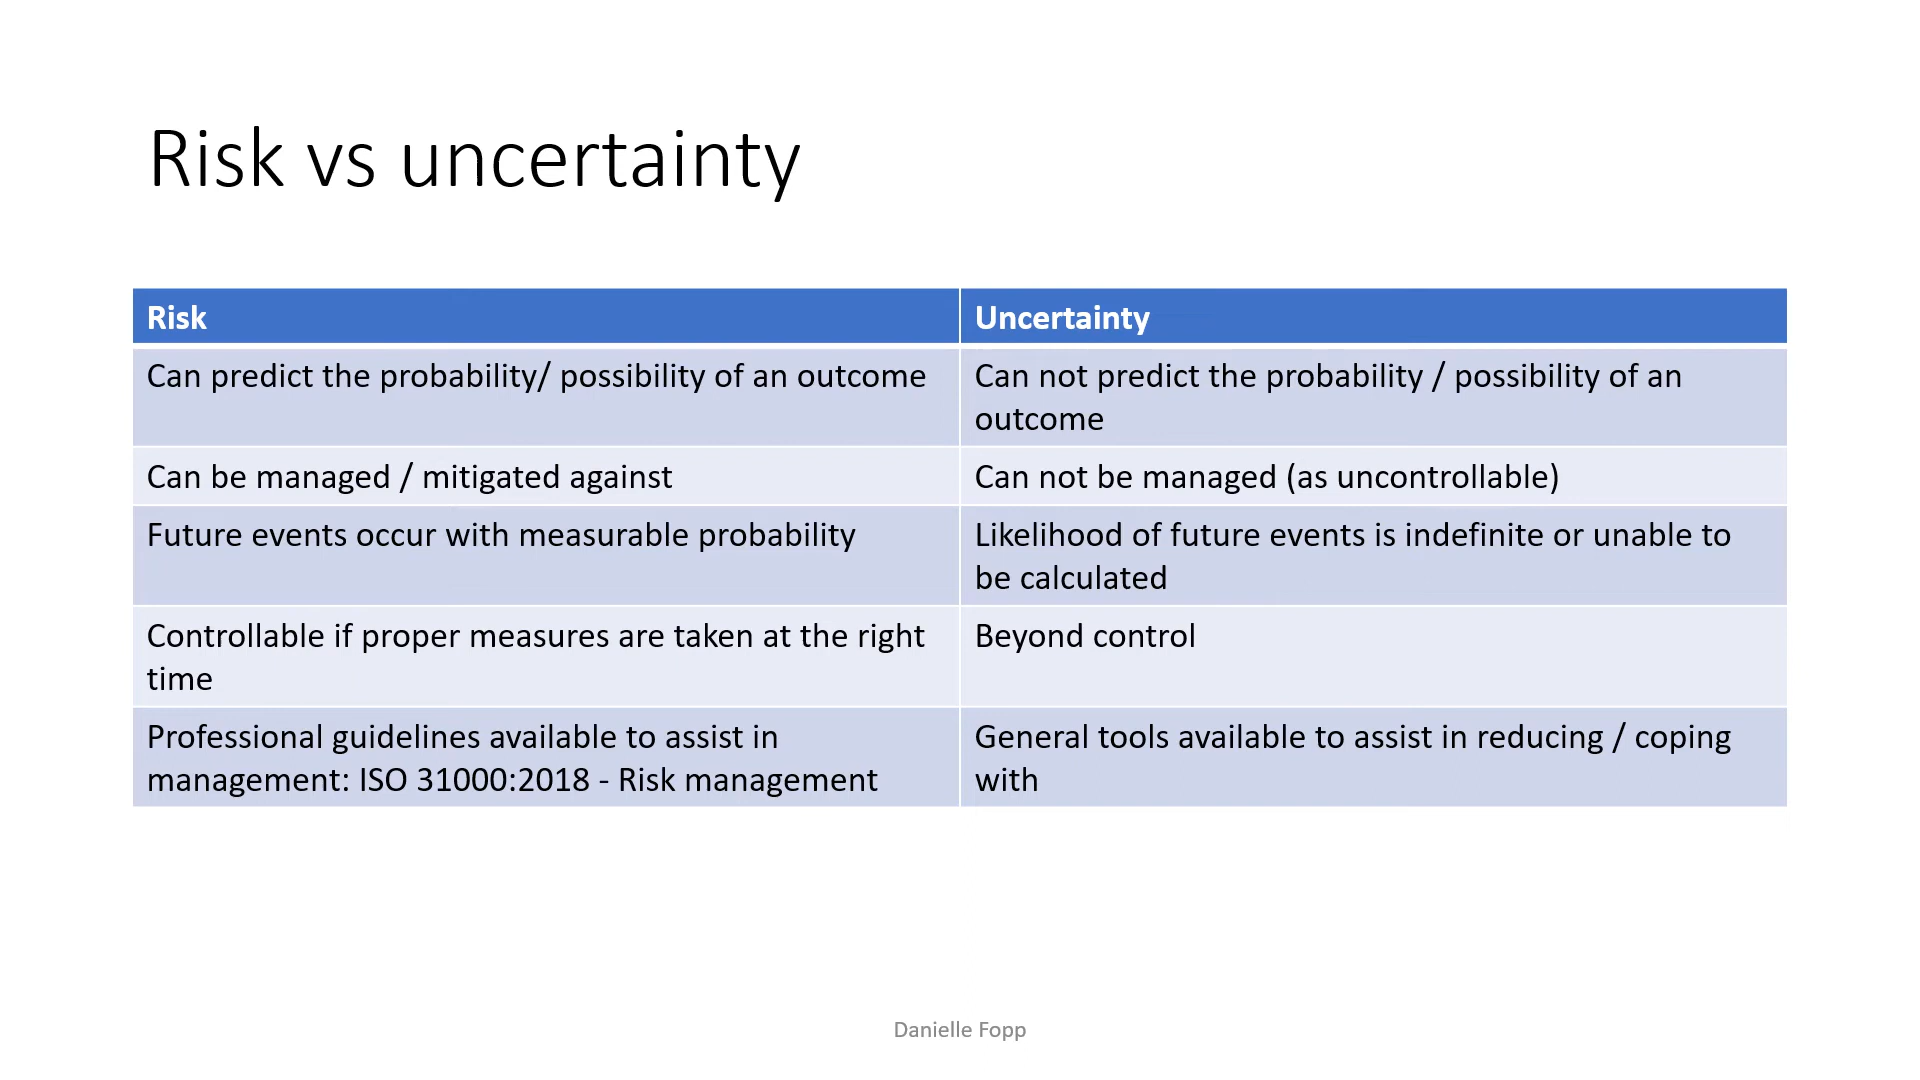 Risk vs uncertainty
Risk
Uncertainty
Can predict the probability/ possibility of an outcome
Can not predict the probability / possibility of an
outcome
Can be managed / mitigated against
Can not be managed (as uncontrollable)
Future events occur with measurable probability
Likelihood of future events is indefinite or unable to
be calculated
Controllable if proper measures are taken at the right
time
Beyond control
Professional guidelines available to assist in
management: ISO 31000:2018 - Risk management
General tools available to assist in reducing / coping
with
Danielle Fopp